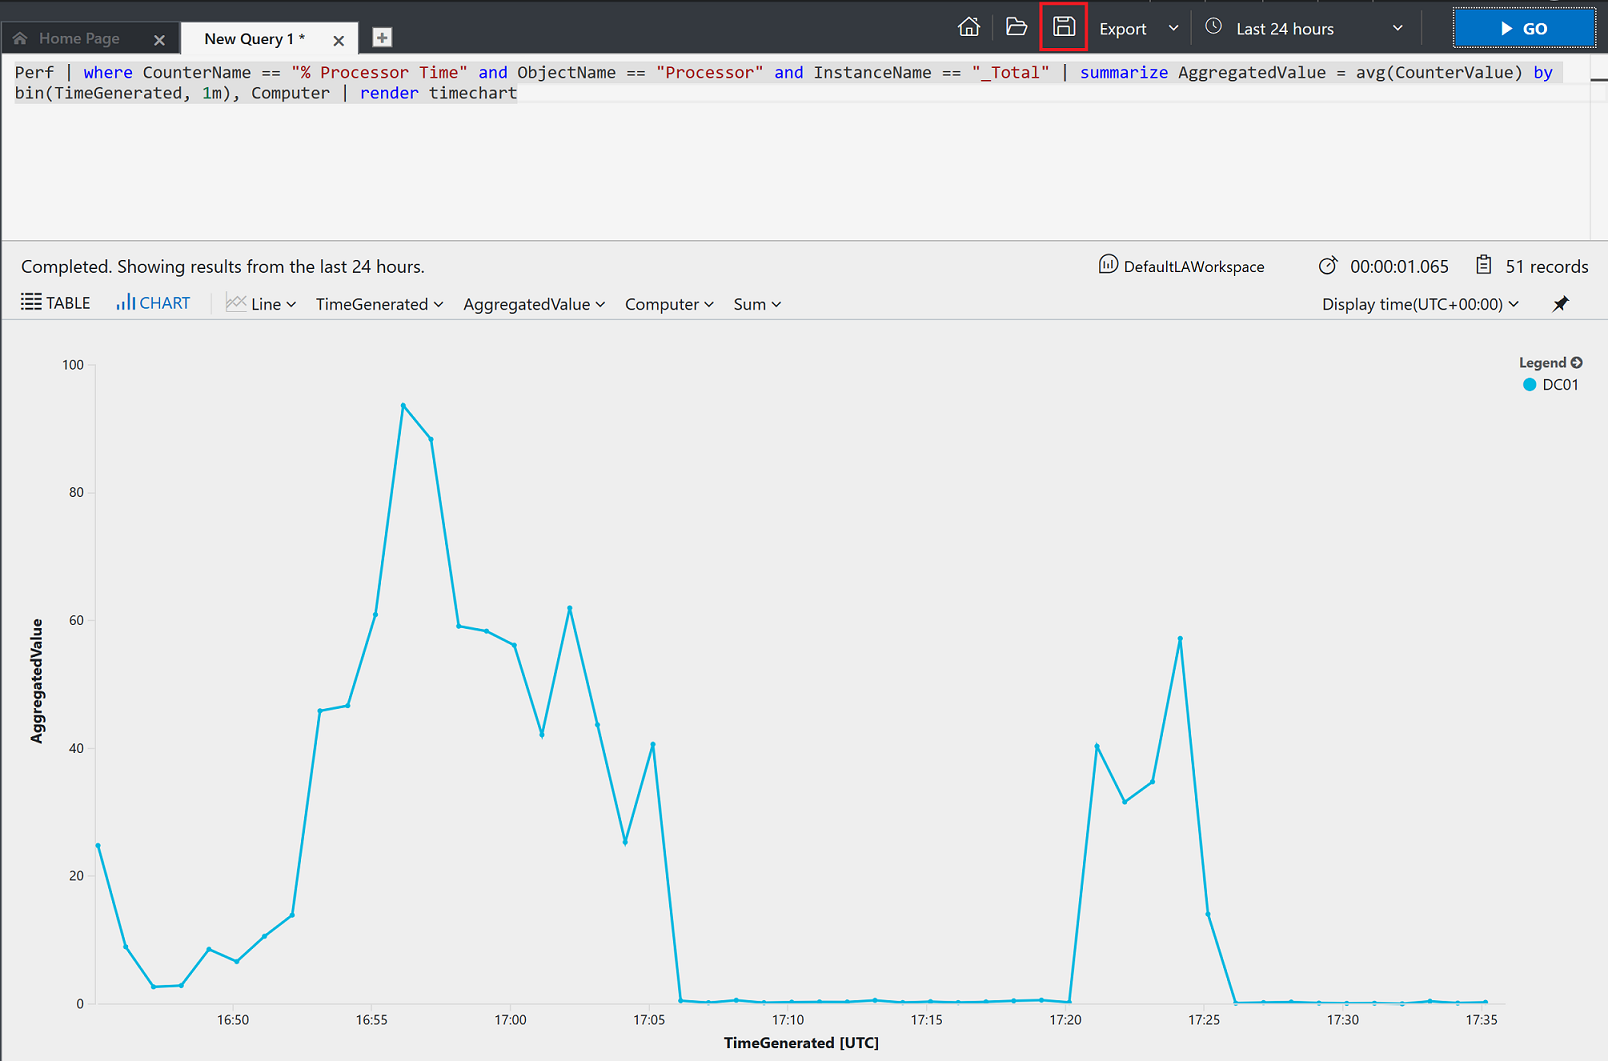 Home Page
New Query 1 *
Export
Last 24 hours
GO
Perf | where CounterName == "% Processor Time" and ObjectName == "Processor" and InstanceName == "_Total" | summarize AggregatedValue = avg(CounterValue) by
bin(TimeGenerated, 1m), Computer | render timechart
Completed. Showing results from the last 24 hours.
DefaultLAWorkspace
00:00:01.065
51 records
TABLE
CHART
Line
TimeGenerated
AggregatedValue
Computer
Sum
Display time(UTC+00:00)
Legend
DC01
AggregatedValue
100
80
60
40
20
0
16:50
16:55
17:00
17:05
17:10
17:15
17:20
17:25
17:30
17:35
TimeGenerated [UTC]